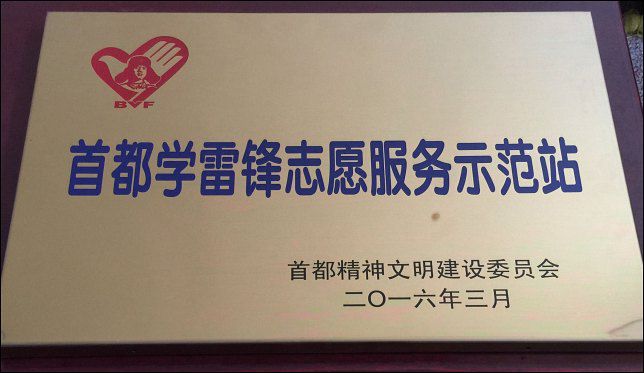 BVF
首都学雷锋志愿服务示范站
首都精神文明建设委员会
二〇一六年三月